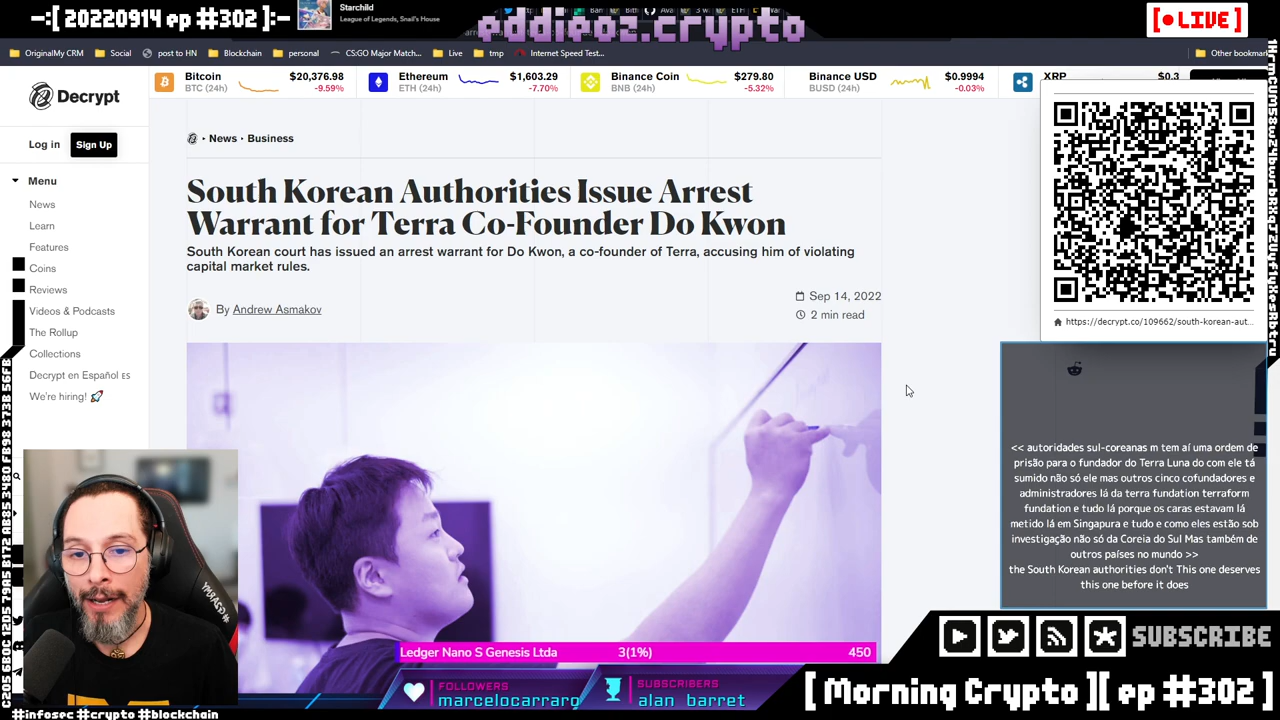 -:[ 20220914 ep #302 ]:-
Starchild
League of Legends, Snail's House
eddieoz.crypto
[ • LIVE ]
OriginalMy CRM
Social
post to HN
Blockchain
personal
CS:GO Major Match...
Live
tmp
Internet Speed Test...
Other bookmar
Decrypt
Bitcoin $20,376.98
BTC (24h) -9.59%
Ethereum $1,603.29
ETH (24h) -7.70%
Binance Coin $279.80
BNB (24h) -5.32%
Binance USD $0.9994
BUSD (24h) -0.03%
XRP $0.3
Log in
Sign Up
Menu
News
Learn
Features
Coins
Reviews
Videos & Podcasts
The Rollup
Collections
Decrypt en Español ES
We're hiring! 🚀
• News • Business
South Korean Authorities Issue Arrest
Warrant for Terra Co-Founder Do Kwon
South Korean court has issued an arrest warrant for Do Kwon, a co-founder of Terra, accusing him of violating
capital market rules.
By Andrew Asmakov
Sep 14, 2022
2 min read
https://decrypt.co/109662/south-korean-aut...
<< autoridades sul-coreanas m tem aí uma ordem de
prisão para o fundador do Terra Luna do com ele tá
sumido não só ele mas outros cinco cofundadores e
administradores lá da terra fundation terraform
fundation e tudo lá porque os caras estavam lá
metido lá em Singapura e tudo e como eles estão sob
investigação não só da Coreia do Sul Mas também de
outros países no mundo >>
the South Korean authorities don't This one deserves
this one before it does
Ledger Nano S Genesis Ltda 3(1%) 450
FOLLOWERS
marcelocarraro
SUBSCRIBERS
alan barret
SUBSCRIBE
[ Morning Crypto ][ ep #302 ]
#infosec #crypto #blockchain